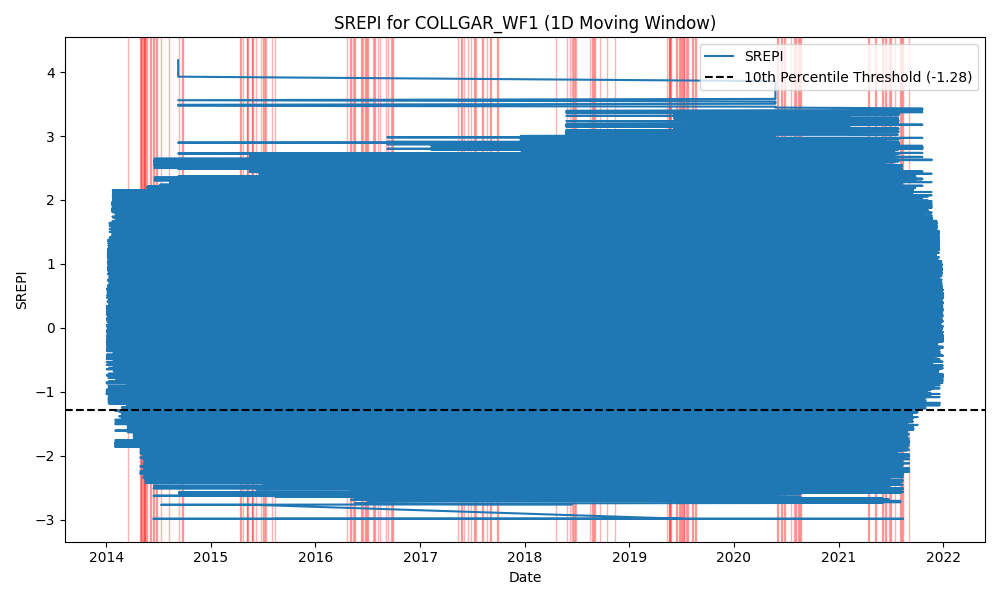 SREPI for COLLGAR_WF1 (1D Moving Window)
SREPI
10th Percentile Threshold (-1.28)
4
3
2
1
0
−1
−2
−3
SREPI
2014 2015 2016 2017 2018 2019 2020 2021 2022
Date